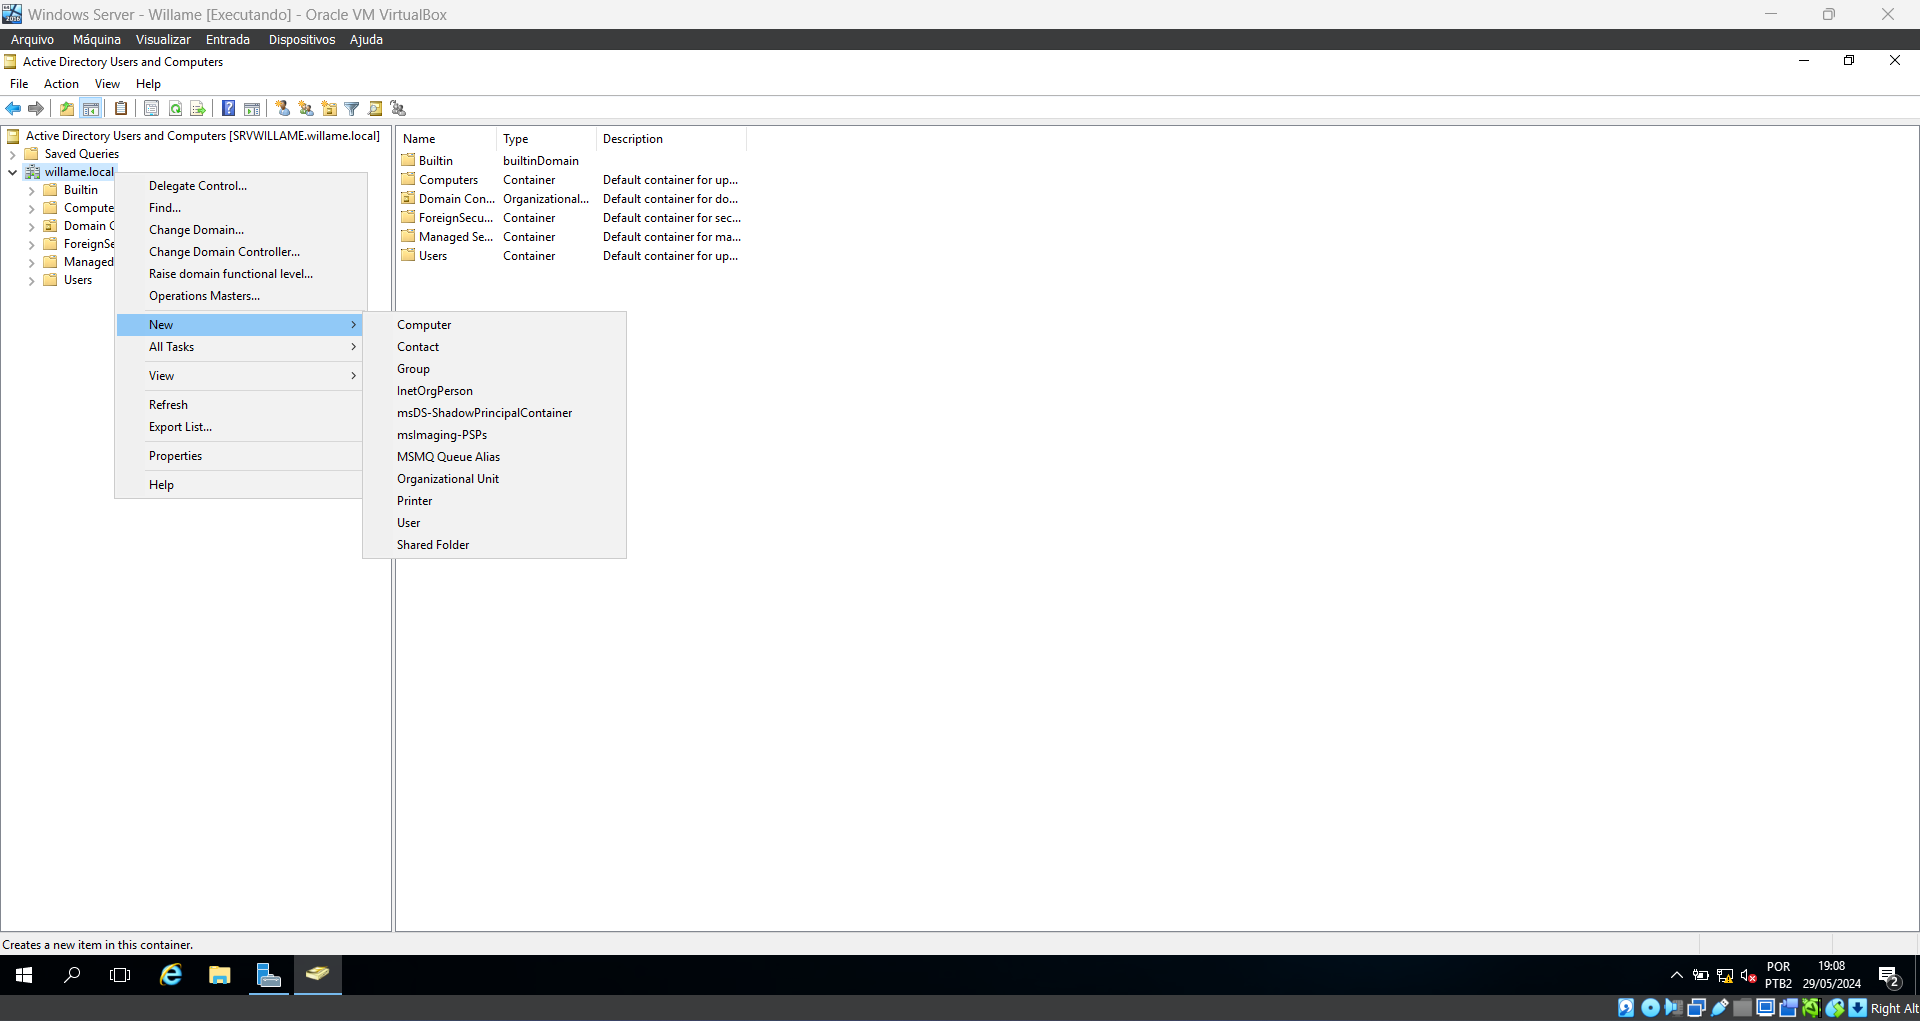 Windows Server - Willame [Executando] - Oracle VM VirtualBox
Arquivo Máquina Visualizar Entrada Dispositivos Ajuda
Active Directory Users and Computers
File Action View Help
Active Directory Users and Computers [SRVWILLAME.willame.local]
Saved Queries
willame.local
Builtin
Compute
Domain C
ForeignSe
Managed
Users
Delegate Control...
Find...
Change Domain...
Change Domain Controller...
Raise domain functional level...
Operations Masters...
New
All Tasks
View
Refresh
Export List...
Properties
Help
Computer
Contact
Group
InetOrgPerson
msDS-ShadowPrincipalContainer
msImaging-PSPs
MSMQ Queue Alias
Organizational Unit
Printer
User
Shared Folder
Name Type Description
Builtin builtinDomain
Computers Container Default container for up...
Domain Con... Organizational... Default container for do...
ForeignSecu... Container Default container for sec...
Managed Se... Container Default container for ma...
Users Container Default container for up...
Creates a new item in this container.
POR
PTB2
19:08
29/05/2024
2
Right Alt